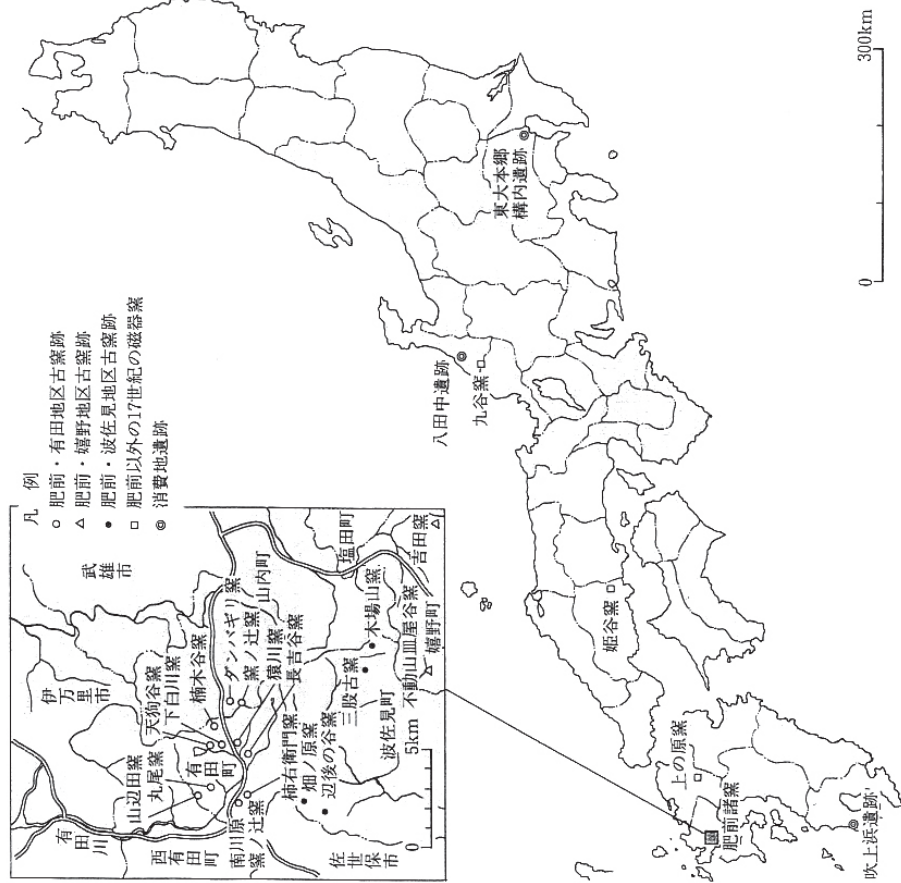 凡例
○ 肥前・有田地区古窯跡
△ 肥前・嬉野地区古窯跡
● 肥前・波佐見地区古窯跡
□ 肥前以外の17世紀の磁器窯
◎ 消費地遺跡
武雄市
伊万里市
有田川
西有田町
有田町
山内町
塩田町
嬉野町
波佐見町
佐世保市
山辺田窯
丸尾窯
天狗谷窯
下白川窯
楠木谷窯
ダンバギリ窯
窯ノ辻窯
猿川窯
長吉谷窯
柿右衛門窯
南川原
窯ノ辻窯
畑ノ原窯
辺後の谷窯
三股古窯
木場山窯
不動山皿屋谷窯
吉田窯
0
5km
八田中遺跡
九谷窯
東大本郷
構内遺跡
姫谷窯
上の原窯
肥前諸窯
吹上浜遺跡
0
300km